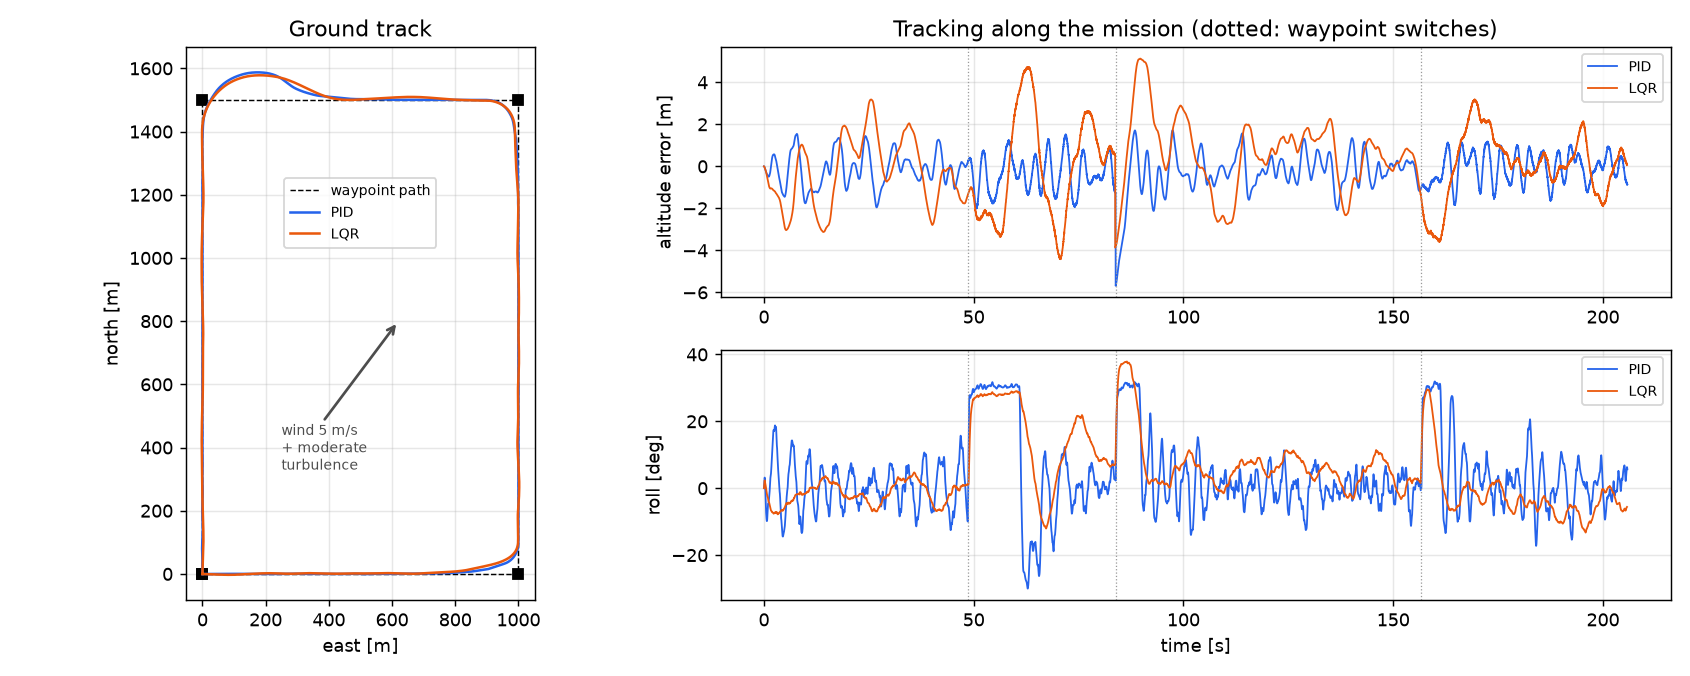 Ground track
1600
1400
1200
1000
800
600
400
200
0
north [m]
waypoint path
PID
LQR
wind 5 m/s
+ moderate
turbulence
0 200 400 600 800 1000
east [m]
Tracking along the mission (dotted: waypoint switches)
4
2
0
−2
−4
−6
altitude error [m]
PID
LQR
0 50 100 150 200
40
20
0
−20
roll [deg]
PID
LQR
0 50 100 150 200
time [s]